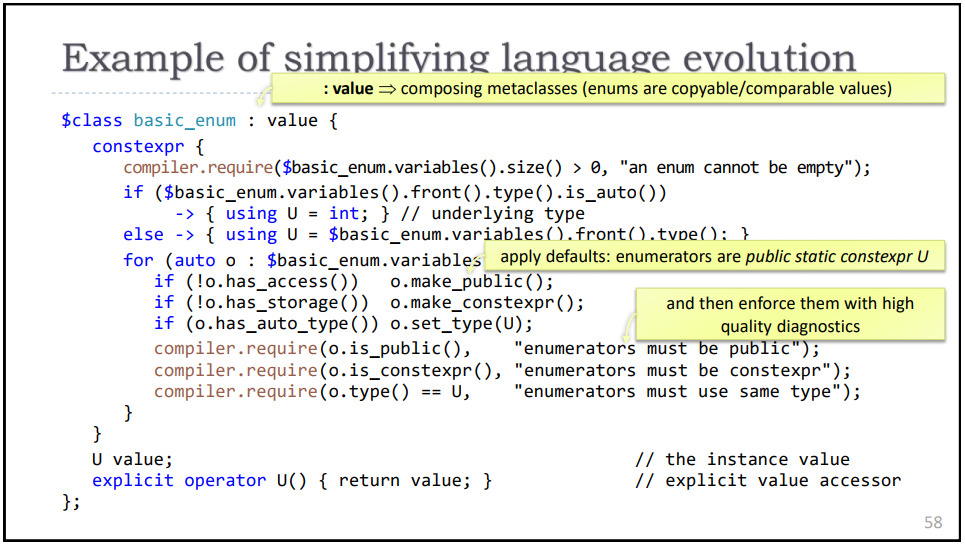 Example of simplifying language evolution
: value ⇒ composing metaclasses (enums are copyable/comparable values)
$class basic_enum : value {
constexpr {
compiler.require($basic_enum.variables().size() > 0, "an enum cannot be empty");
if ($basic_enum.variables().front().type().is_auto())
-> { using U = int; } // underlying type
else -> { using U = $basic_enum.variables().front().type(); }
for (auto o : $basic_enum.variables
apply defaults: enumerators are public static constexpr U
if (!o.has_access()) o.make_public();
if (!o.has_storage()) o.make_constexpr();
if (o.has_auto_type()) o.set_type(U);
and then enforce them with high
quality diagnostics
compiler.require(o.is_public(), "enumerators must be public");
compiler.require(o.is_constexpr(), "enumerators must be constexpr");
compiler.require(o.type() == U, "enumerators must use same type");
}
}
U value; // the instance value
explicit operator U() { return value; } // explicit value accessor
};
58